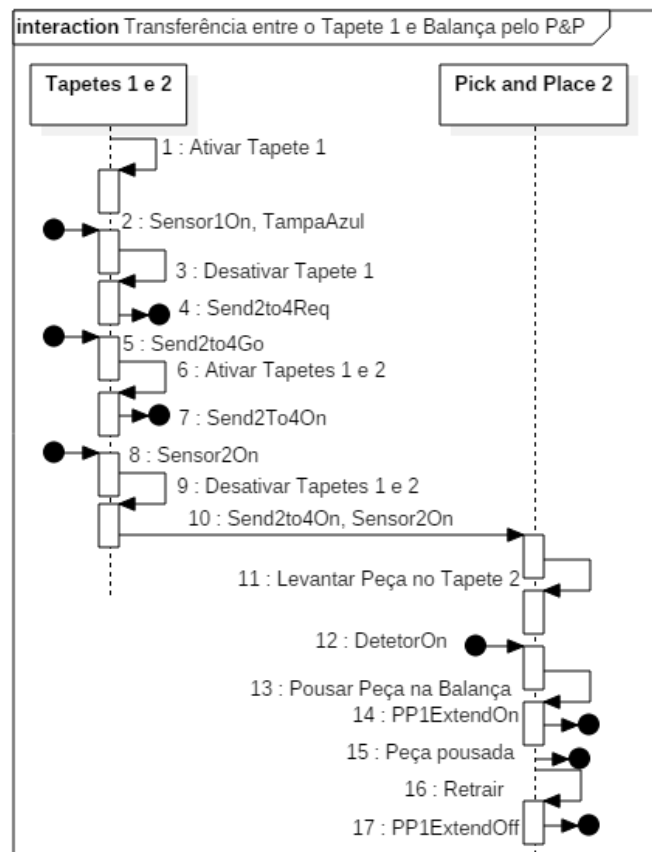 interaction Transferência entre o Tapete 1 e Balança pelo P&P
Tapetes 1 e 2
Pick and Place 2
1 : Ativar Tapete 1
2 : Sensor1On, TampaAzul
3 : Desativar Tapete 1
4 : Send2to4Req
5 : Send2to4Go
6 : Ativar Tapetes 1 e 2
7 : Send2To4On
8 : Sensor2On
9 : Desativar Tapetes 1 e 2
10 : Send2to4On, Sensor2On
11 : Levantar Peça no Tapete 2
12 : DetetorOn
13 : Pousar Peça na Balança
14 : PP1ExtendOn
15 : Peça pousada
16 : Retrair
17 : PP1ExtendOff